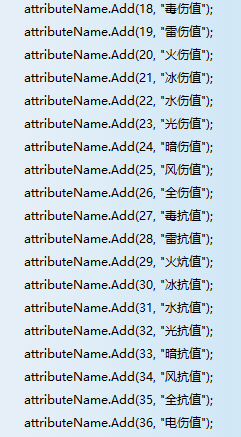 attributeName.Add(18, "毒伤值");
attributeName.Add(19, "雷伤值");
attributeName.Add(20, "火伤值");
attributeName.Add(21, "冰伤值");
attributeName.Add(22, "水伤值");
attributeName.Add(23, "光伤值");
attributeName.Add(24, "暗伤值");
attributeName.Add(25, "风伤值");
attributeName.Add(26, "全伤值");
attributeName.Add(27, "毒抗值");
attributeName.Add(28, "雷抗值");
attributeName.Add(29, "火炕值");
attributeName.Add(30, "冰抗值");
attributeName.Add(31, "水抗值");
attributeName.Add(32, "光抗值");
attributeName.Add(33, "暗抗值");
attributeName.Add(34, "风抗值");
attributeName.Add(35, "全抗值");
attributeName.Add(36, "电伤值");